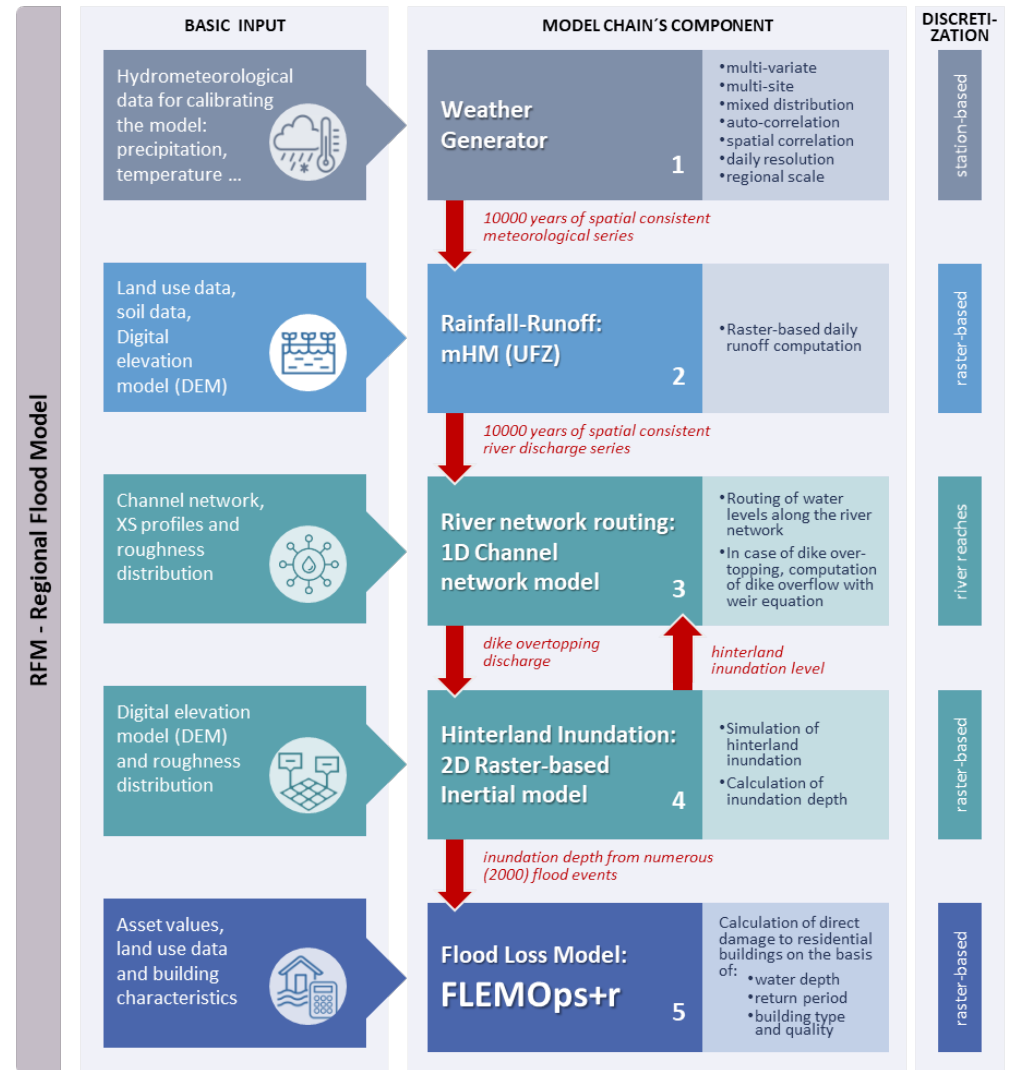 RFM - Regional Flood Model
BASIC INPUT
MODEL CHAIN´S COMPONENT
DISCRETI-
ZATION
Hydrometeorological
data for calibrating
the model:
precipitation,
temperature ...
Weather
Generator
1
•multi-variate
•multi-site
•mixed distribution
•auto-correlation
•spatial correlation
•daily resolution
•regional scale
station-based
10000 years of spatial consistent
meteorological series
Land use data,
soil data,
Digital
elevation
model (DEM)
Rainfall-Runoff:
mHM (UFZ)
2
•Raster-based daily
runoff computation
raster-based
10000 years of spatial consistent
river discharge series
Channel network,
XS profiles and
roughness
distribution
River network routing:
1D Channel
network model
3
•Routing of water
levels along the river
network
•In case of dike over-
topping, computation
of dike overflow with
weir equation
river reaches
dike overtopping
discharge
hinterland
inundation level
Digital elevation
model (DEM)
and roughness
distribution
Hinterland Inundation:
2D Raster-based
Inertial model
4
•Simulation of
hinterland
inundation
•Calculation of
inundation depth
raster-based
inundation depth from numerous
(2000) flood events
Asset values,
land use data
and building
characteristics
Flood Loss Model:
FLEMOps+r
5
Calculation of direct
damage to residential
buildings on the basis
of:
•water depth
•return period
•building type
and quality
raster-based